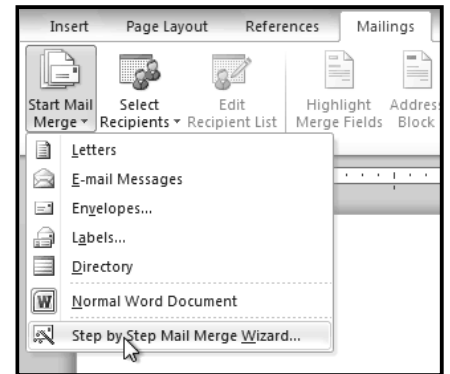 Insert Page Layout References Mailings
Start Mail Select Edit Highlight Address
Merge Recipients Recipient List Merge Fields Block
Letters
E-mail Messages
Envelopes...
Labels...
Directory
W Normal Word Document
Step by Step Mail Merge Wizard...